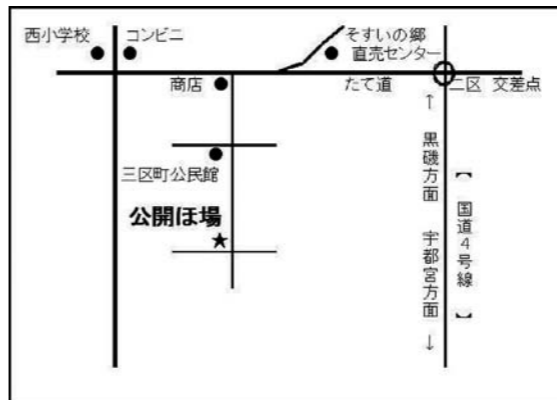 西小学校
コンビニ
そすいの郷
直売センター
商店
たて道
二区 交差点
三区町公民館
公開ほ場
↑ 黒磯方面 宇都宮方面 ↓
【 国道4号線 】